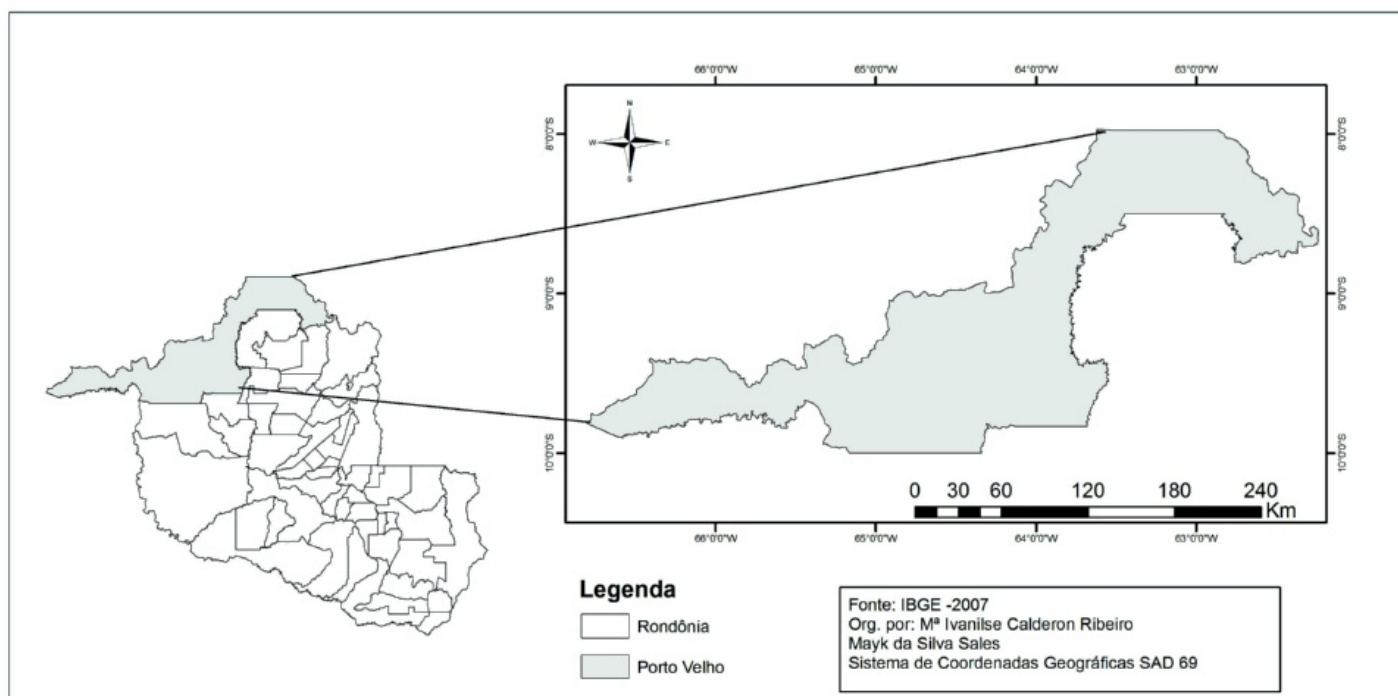 66°0'0"W 65°0'0"W 64°0'0"W 63°0'0"W
N
W E
S
8°0'0"S 8°0'0"S
9°0'0"S 9°0'0"S
10°0'0"S 10°0'0"S
0 30 60 120 180 240
Km
66°0'0"W 65°0'0"W 64°0'0"W 63°0'0"W
Legenda
Rondônia
Porto Velho
Fonte: IBGE -2007
Org. por: Mª Ivanilse Calderon Ribeiro
Mayk da Silva Sales
Sistema de Coordenadas Geográficas SAD 69